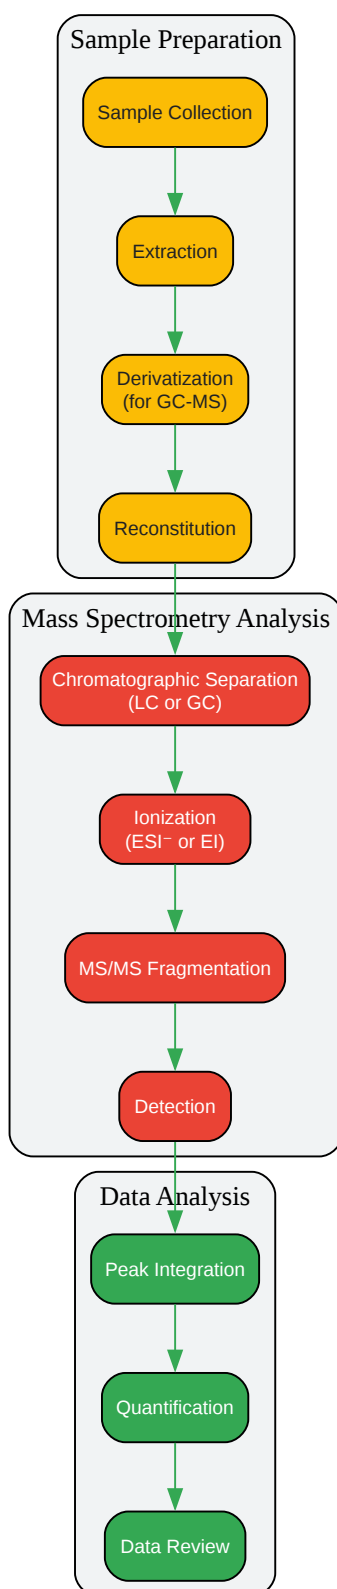 Sample Preparation
Sample Collection
Extraction
Derivatization
(for GC-MS)
Reconstitution
Mass Spectrometry Analysis
Chromatographic Separation
(LC or GC)
Ionization
(ESI⁻ or EI)
MS/MS Fragmentation
Detection
Data Analysis
Peak Integration
Quantification
Data Review